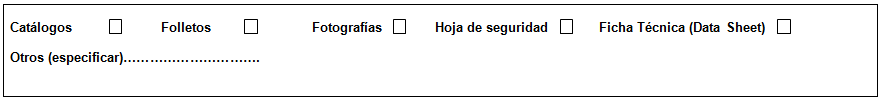 Catálogos ☐ Folletos ☐ Fotografías ☐ Hoja de seguridad ☐ Ficha Técnica (Data Sheet) ☐
Otros (especificar)…………………………….